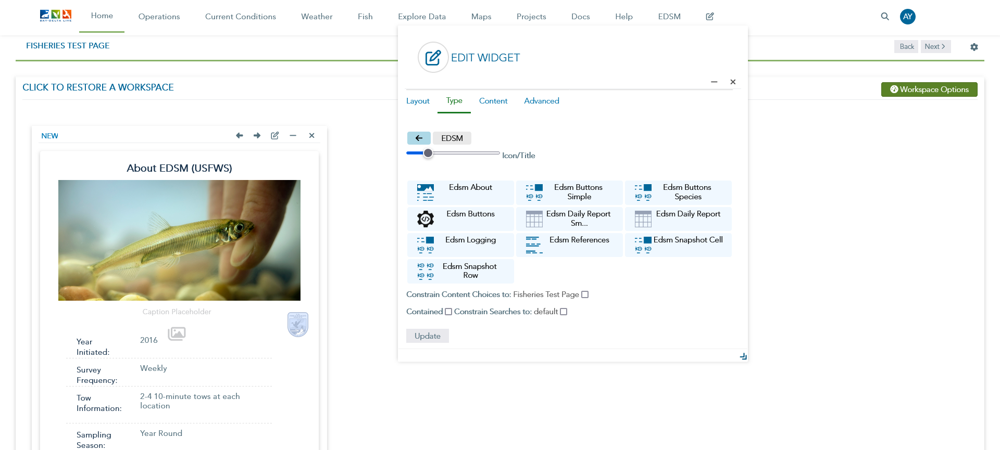 BAY-DELTA LIVE
Home
Operations
Current Conditions
Weather
Fish
Explore Data
Maps
Projects
Docs
Help
EDSM
AY
FISHERIES TEST PAGE
Back
Next
CLICK TO RESTORE A WORKSPACE
Workspace Options
NEW
About EDSM (USFWS)
Caption Placeholder
Year
Initiated:
2016
Survey
Frequency:
Weekly
Tow
Information:
2-4 10-minute tows at each
location
Sampling
Season:
Year Round
EDIT WIDGET
Layout
Type
Content
Advanced
EDSM
Icon/Title
Edsm About
Edsm Buttons
Simple
Edsm Buttons
Species
Edsm Buttons
Edsm Daily Report
Sm...
Edsm Daily Report
Edsm Logging
Edsm References
Edsm Snapshot Cell
Edsm Snapshot
Row
Constrain Content Choices to: Fisheries Test Page
Contained Constrain Searches to: default
Update